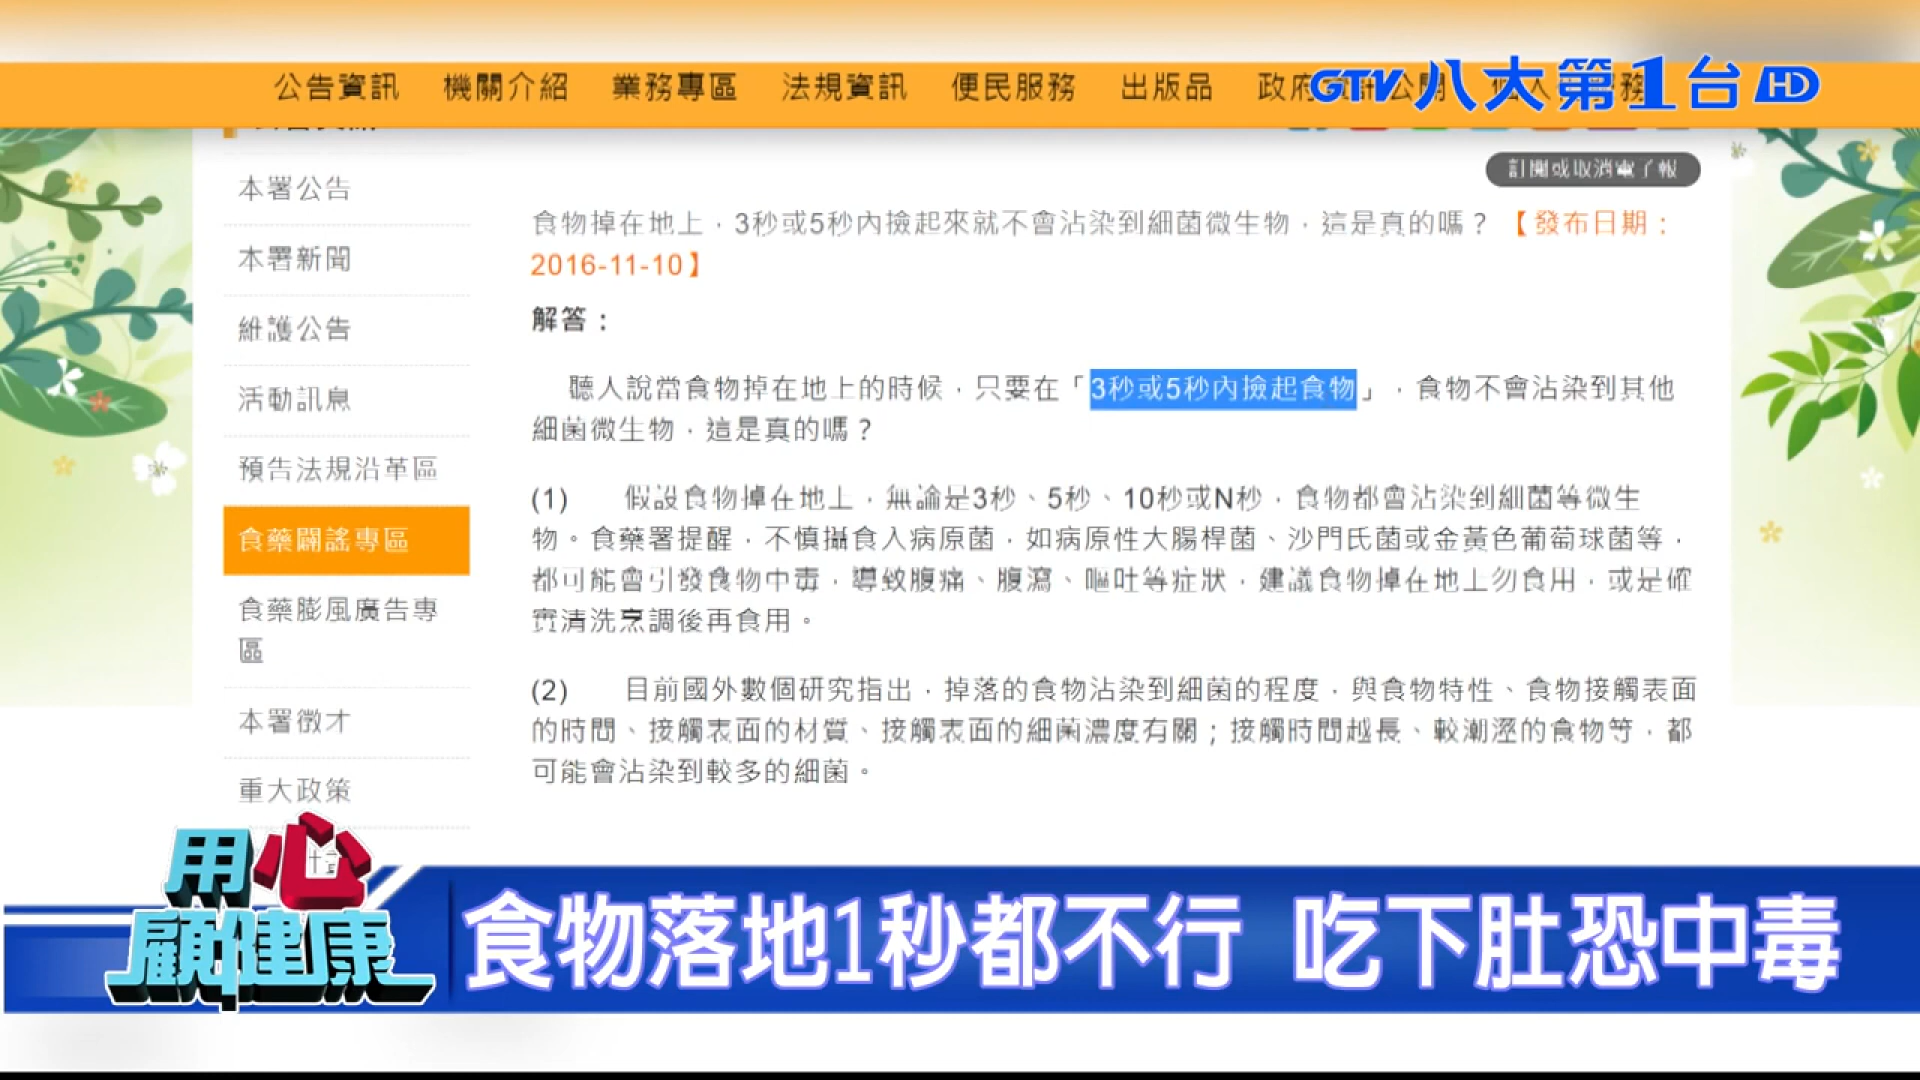 公告資訊 機關介紹 業務專區 法規資訊 便民服務 出版品
GTV八大第1台HD
訂閱或取消電子報
本署公告
本署新聞
維護公告
活動訊息
預告法規沿革區
食藥闢謠專區
食藥膨風廣告專
區
本署徵才
重大政策
食物掉在地上，3秒或5秒內撿起來就不會沾染到細菌微生物，這是真的嗎？【發布日期：
2016-11-10】
解答：
聽人說當食物掉在地上的時候，只要在「3秒或5秒內撿起食物」，食物不會沾染到其他
細菌微生物，這是真的嗎？
(1) 假設食物掉在地上，無論是3秒、5秒、10秒或N秒，食物都會沾染到細菌等微生
物。食藥署提醒，不慎攝食入病原菌，如病原性大腸桿菌、沙門氏菌或金黃色葡萄球菌等，
都可能會引發食物中毒，導致腹痛、腹瀉、嘔吐等症狀，建議食物掉在地上勿食用，或是確
實清洗烹調後再食用。
(2) 目前國外數個研究指出，掉落的食物沾染到細菌的程度，與食物特性、食物接觸表面
的時間、接觸表面的材質、接觸表面的細菌濃度有關；接觸時間越長、較潮溼的食物等，都
可能會沾染到較多的細菌。
用心
顧健康
食物落地1秒都不行 吃下肚恐中毒